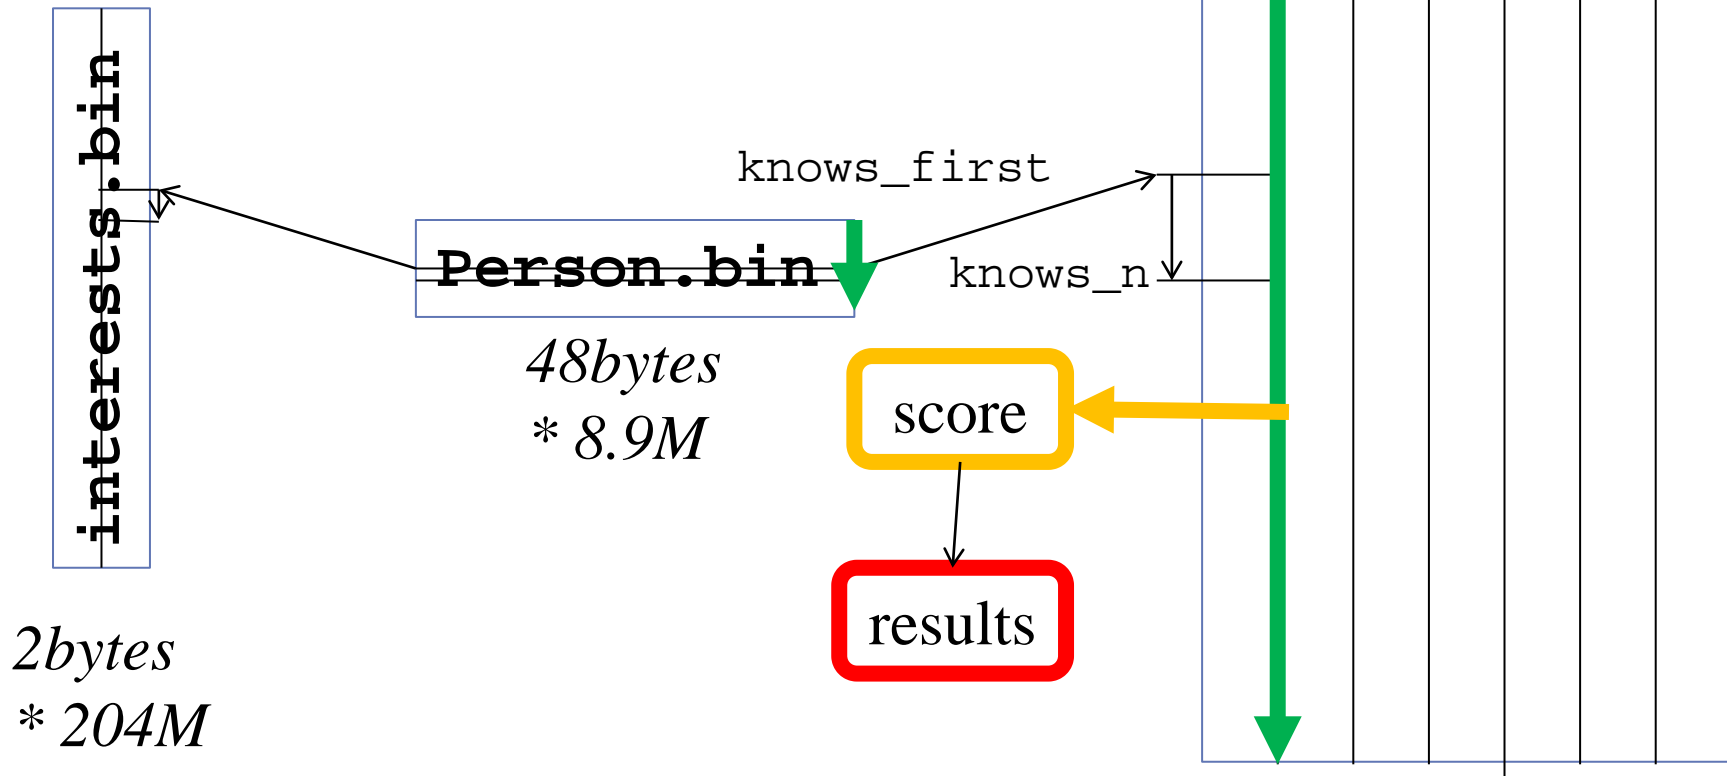 interests.bin
knows_first
Person.bin
knows_n
48bytes
* 8.9M
score
results
2bytes
* 204M